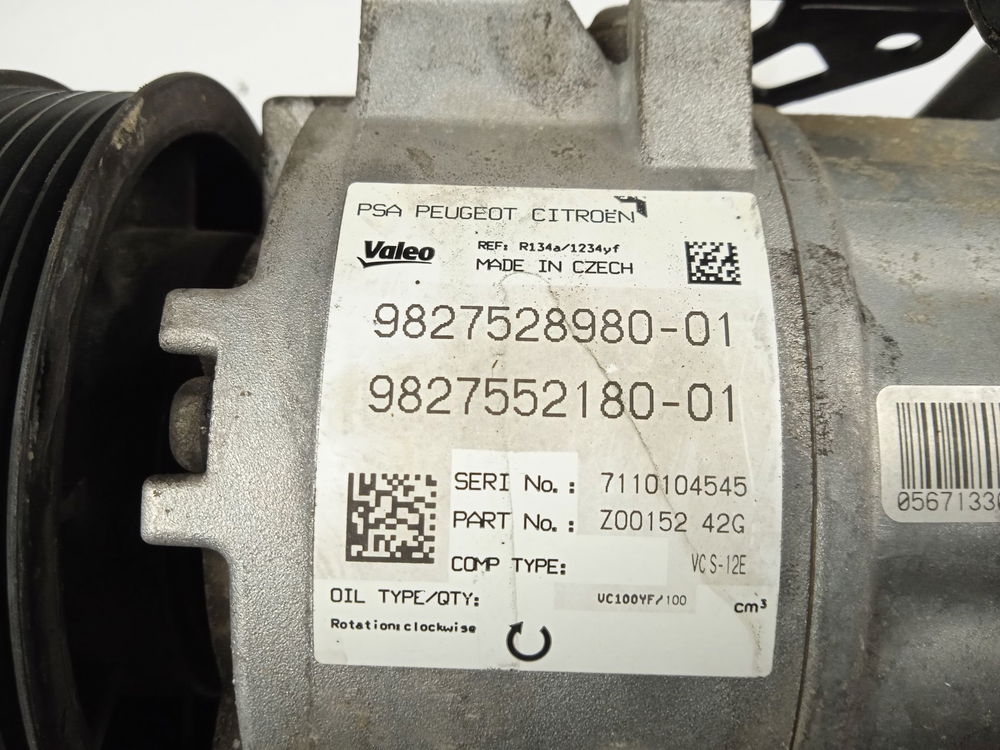 PSA PEUGEOT CITROËN
Valeo
REF: R134a/1234yf
MADE IN CZECH
9827528980-01
9827552180-01
SERI No.: 7110104545
PART No.: Z00152 42G
COMP TYPE: VCS-12E
OIL TYPE/QTY: VC100YF/100 cm³
Rotation:clockwise